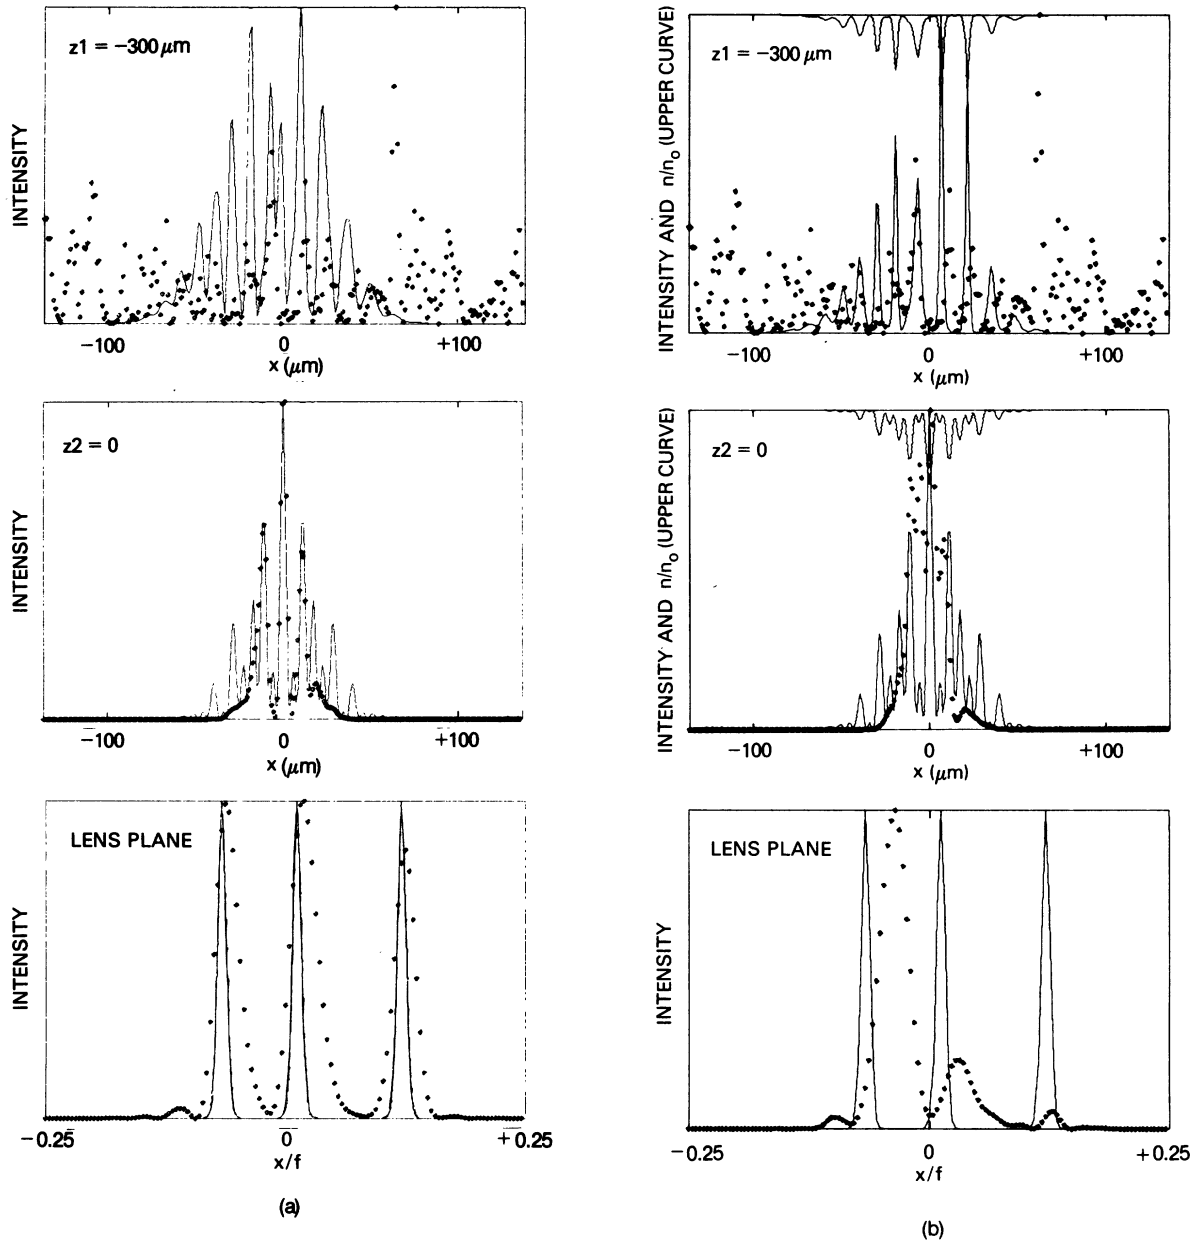 INTENSITY
z1 = −300 μm
−100 0 +100
x (μm)
INTENSITY
z2 = 0
−100 0 +100
x (μm)
INTENSITY
LENS PLANE
−0.25 0 +0.25
x/f
(a)
INTENSITY AND n/n₀ (UPPER CURVE)
z1 = −300 μm
−100 0 +100
x (μm)
INTENSITY AND n/n₀ (UPPER CURVE)
z2 = 0
−100 0 +100
x (μm)
INTENSITY
LENS PLANE
−0.25 0 +0.25
x/f
(b)